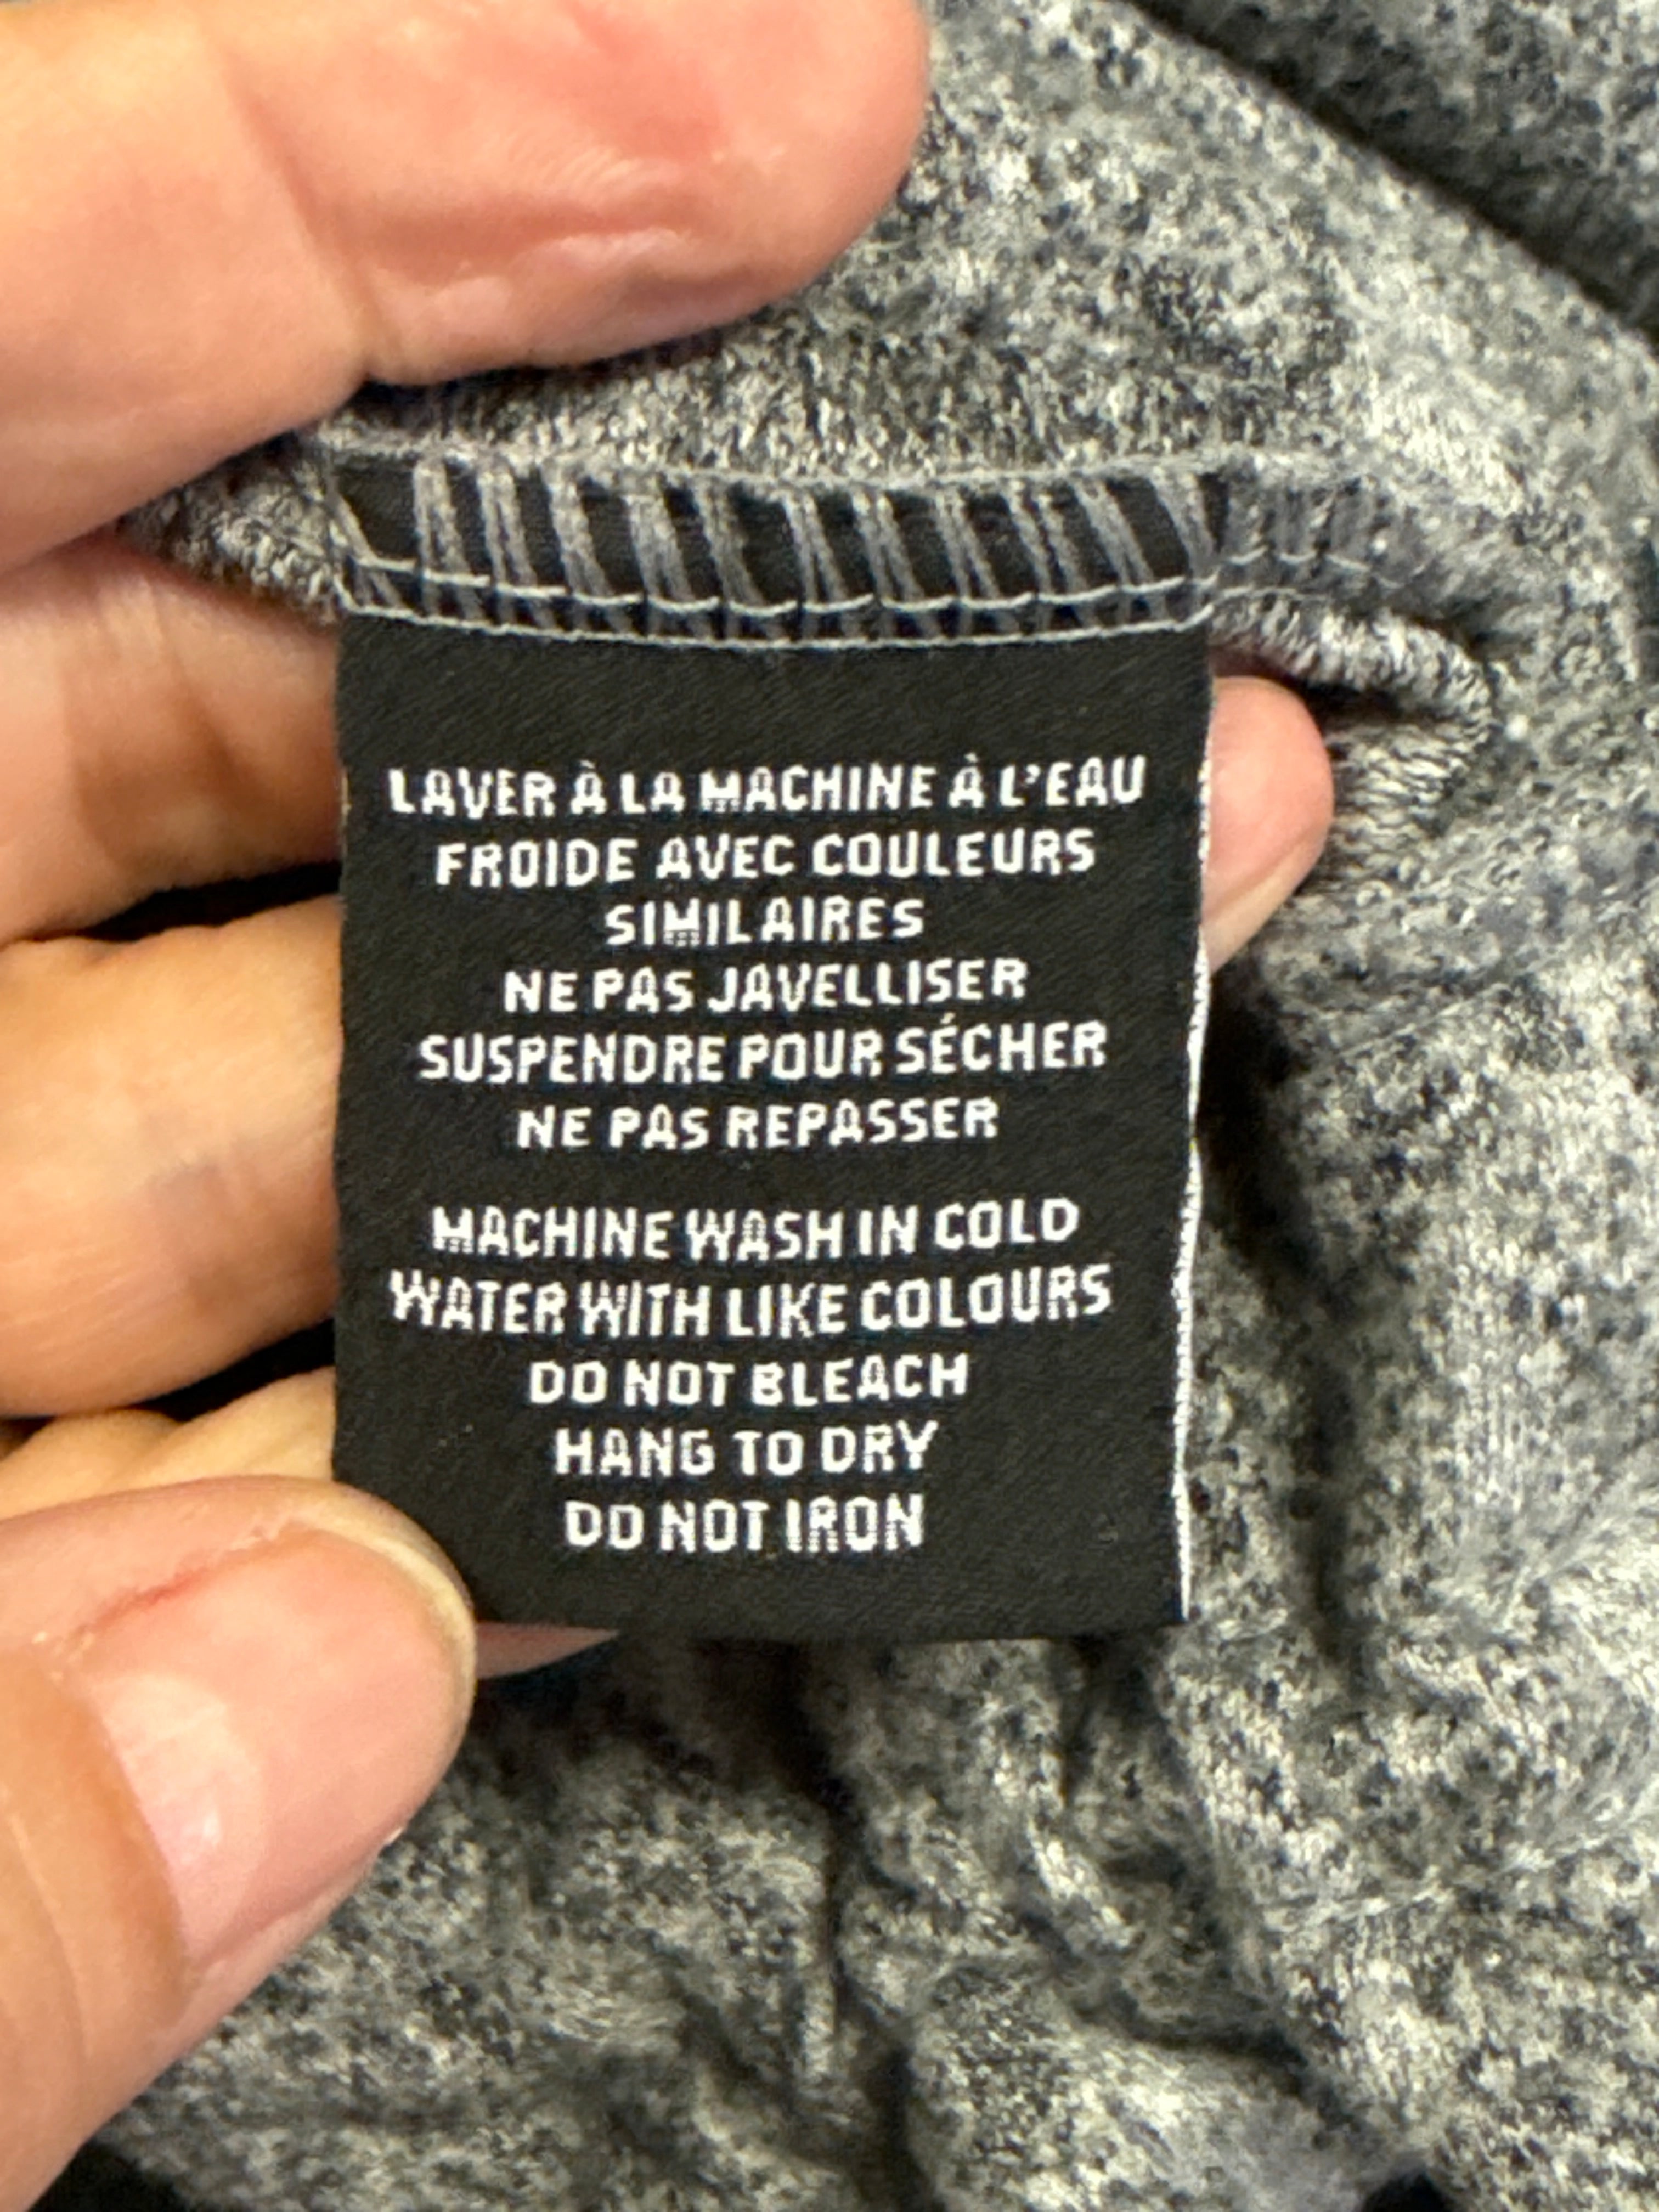 LAVER À LA MACHINE À L'EAU
FROIDE AVEC COULEURS
SIMILAIRES
NE PAS JAVELLISER
SUSPENDRE POUR SÉCHER
NE PAS REPASSER
MACHINE WASH IN COLD
WATER WITH LIKE COLOURS
DO NOT BLEACH
HANG TO DRY
DO NOT IRON